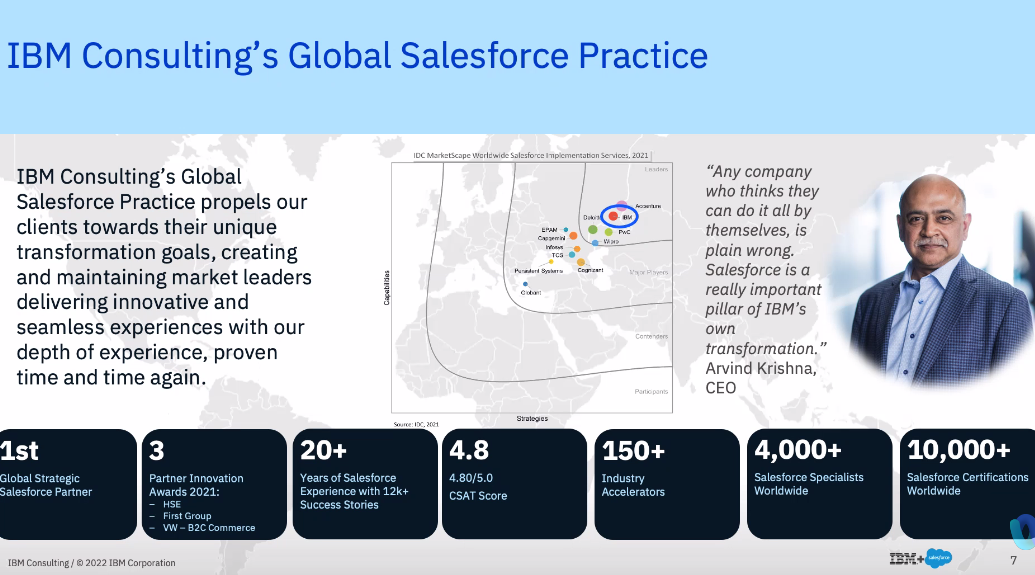 IBM Consulting’s Global Salesforce Practice
IBM Consulting’s Global
Salesforce Practice propels our
clients towards their unique
transformation goals, creating
and maintaining market leaders
delivering innovative and
seamless experiences with our
depth of experience, proven
time and time again.
IDC MarketScape Worldwide Salesforce Implementation Services, 2021
Leaders
Accenture
Deloitte
IBM
EPAM
PwC
Capgemini
Wipro
Infosys
TCS
Persistent Systems
Cognizant
Major Players
Globant
Capabilities
Contenders
Participants
Strategies
Source: IDC, 2021
“Any company
who thinks they
can do it all by
themselves, is
plain wrong.
Salesforce is a
really important
pillar of IBM’s
own
transformation.”
Arvind Krishna,
CEO
1st
Global Strategic
Salesforce Partner
3
Partner Innovation
Awards 2021:
– HSE
– First Group
– VW – B2C Commerce
20+
Years of Salesforce
Experience with 12k+
Success Stories
4.8
4.80/5.0
CSAT Score
150+
Industry
Accelerators
4,000+
Salesforce Specialists
Worldwide
10,000+
Salesforce Certifications
Worldwide
IBM Consulting / © 2022 IBM Corporation
IBM+salesforce
7